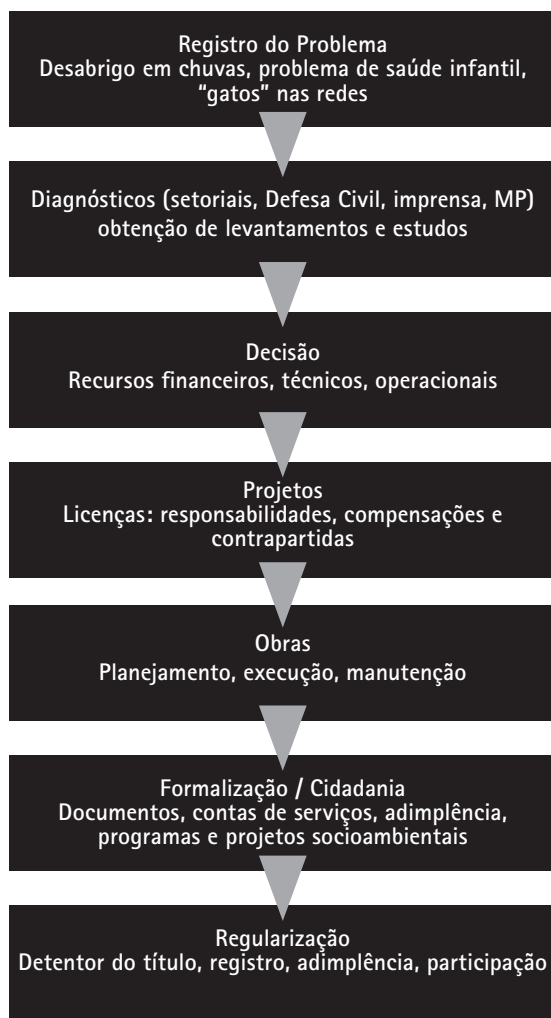 Registro do Problema
Desabrigo em chuvas, problema de saúde infantil,
“gatos” nas redes
Diagnósticos (setoriais, Defesa Civil, imprensa, MP)
obtenção de levantamentos e estudos
Decisão
Recursos financeiros, técnicos, operacionais
Projetos
Licenças: responsabilidades, compensações e
contrapartidas
Obras
Planejamento, execução, manutenção
Formalização / Cidadania
Documentos, contas de serviços, adimplência,
programas e projetos socioambientais
Regularização
Detentor do título, registro, adimplência, participação